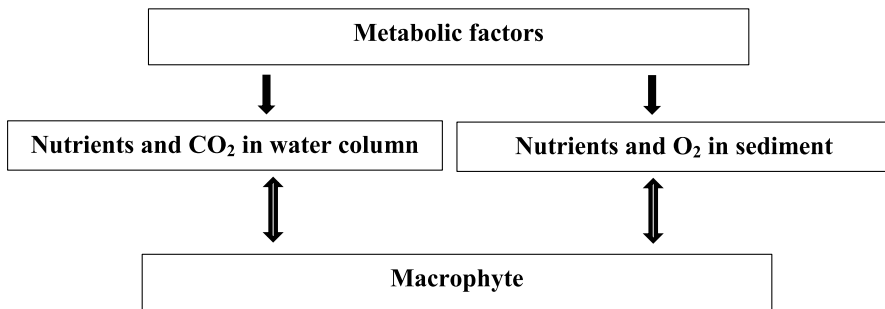 Metabolic factors
Nutrients and CO₂ in water column
Nutrients and O₂ in sediment
Macrophyte